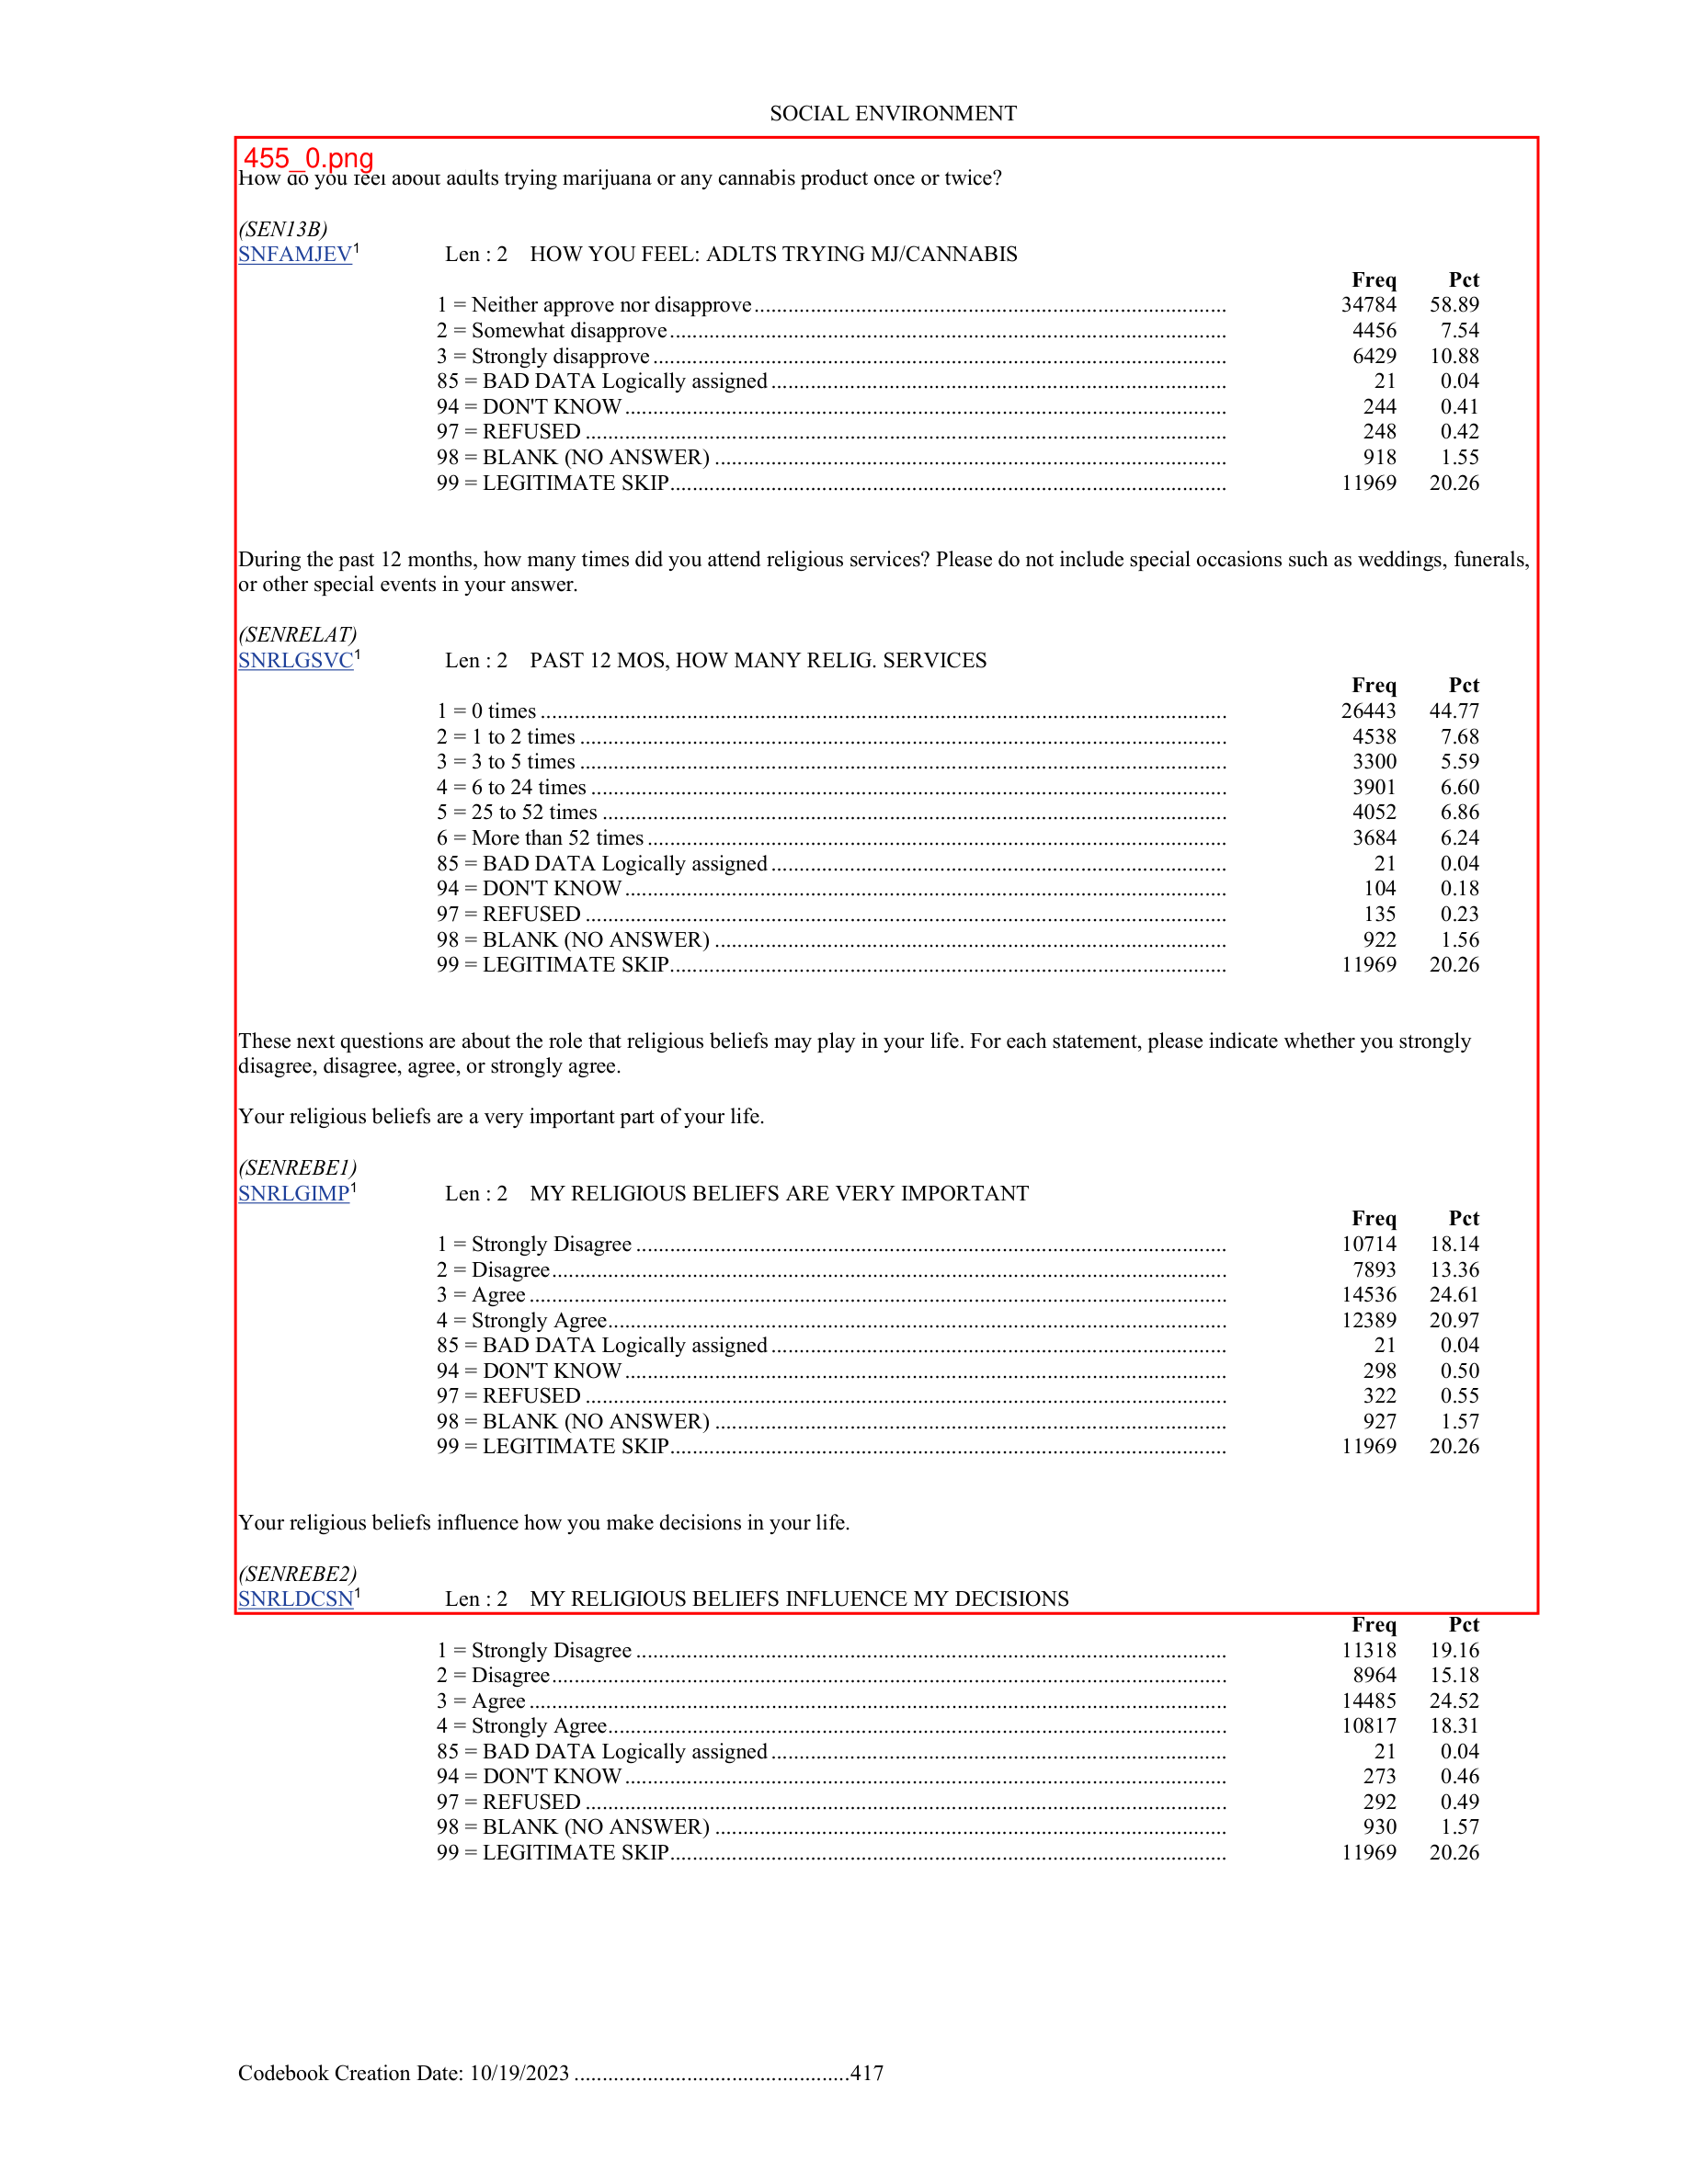 SOCIAL ENVIRONMENT
455_0.png
How do you feel about adults trying marijuana or any cannabis product once or twice?
(SEN13B)
SNFAMJEV1 Len : 2 HOW YOU FEEL: ADLTS TRYING MJ/CANNABIS
Freq Pct
1 = Neither approve nor disapprove 34784 58.89
2 = Somewhat disapprove 4456 7.54
3 = Strongly disapprove 6429 10.88
85 = BAD DATA Logically assigned 21 0.04
94 = DON'T KNOW 244 0.41
97 = REFUSED 248 0.42
98 = BLANK (NO ANSWER) 918 1.55
99 = LEGITIMATE SKIP 11969 20.26
During the past 12 months, how many times did you attend religious services? Please do not include special occasions such as weddings, funerals,
or other special events in your answer.
(SENRELAT)
SNRLGSVC1 Len : 2 PAST 12 MOS, HOW MANY RELIG. SERVICES
Freq Pct
1 = 0 times 26443 44.77
2 = 1 to 2 times 4538 7.68
3 = 3 to 5 times 3300 5.59
4 = 6 to 24 times 3901 6.60
5 = 25 to 52 times 4052 6.86
6 = More than 52 times 3684 6.24
85 = BAD DATA Logically assigned 21 0.04
94 = DON'T KNOW 104 0.18
97 = REFUSED 135 0.23
98 = BLANK (NO ANSWER) 922 1.56
99 = LEGITIMATE SKIP 11969 20.26
These next questions are about the role that religious beliefs may play in your life. For each statement, please indicate whether you strongly
disagree, disagree, agree, or strongly agree.
Your religious beliefs are a very important part of your life.
(SENREBE1)
SNRLGIMP1 Len : 2 MY RELIGIOUS BELIEFS ARE VERY IMPORTANT
Freq Pct
1 = Strongly Disagree 10714 18.14
2 = Disagree 7893 13.36
3 = Agree 14536 24.61
4 = Strongly Agree 12389 20.97
85 = BAD DATA Logically assigned 21 0.04
94 = DON'T KNOW 298 0.50
97 = REFUSED 322 0.55
98 = BLANK (NO ANSWER) 927 1.57
99 = LEGITIMATE SKIP 11969 20.26
Your religious beliefs influence how you make decisions in your life.
(SENREBE2)
SNRLDCSN1 Len : 2 MY RELIGIOUS BELIEFS INFLUENCE MY DECISIONS
Freq Pct
1 = Strongly Disagree 11318 19.16
2 = Disagree 8964 15.18
3 = Agree 14485 24.52
4 = Strongly Agree 10817 18.31
85 = BAD DATA Logically assigned 21 0.04
94 = DON'T KNOW 273 0.46
97 = REFUSED 292 0.49
98 = BLANK (NO ANSWER) 930 1.57
99 = LEGITIMATE SKIP 11969 20.26
Codebook Creation Date: 10/19/2023 417